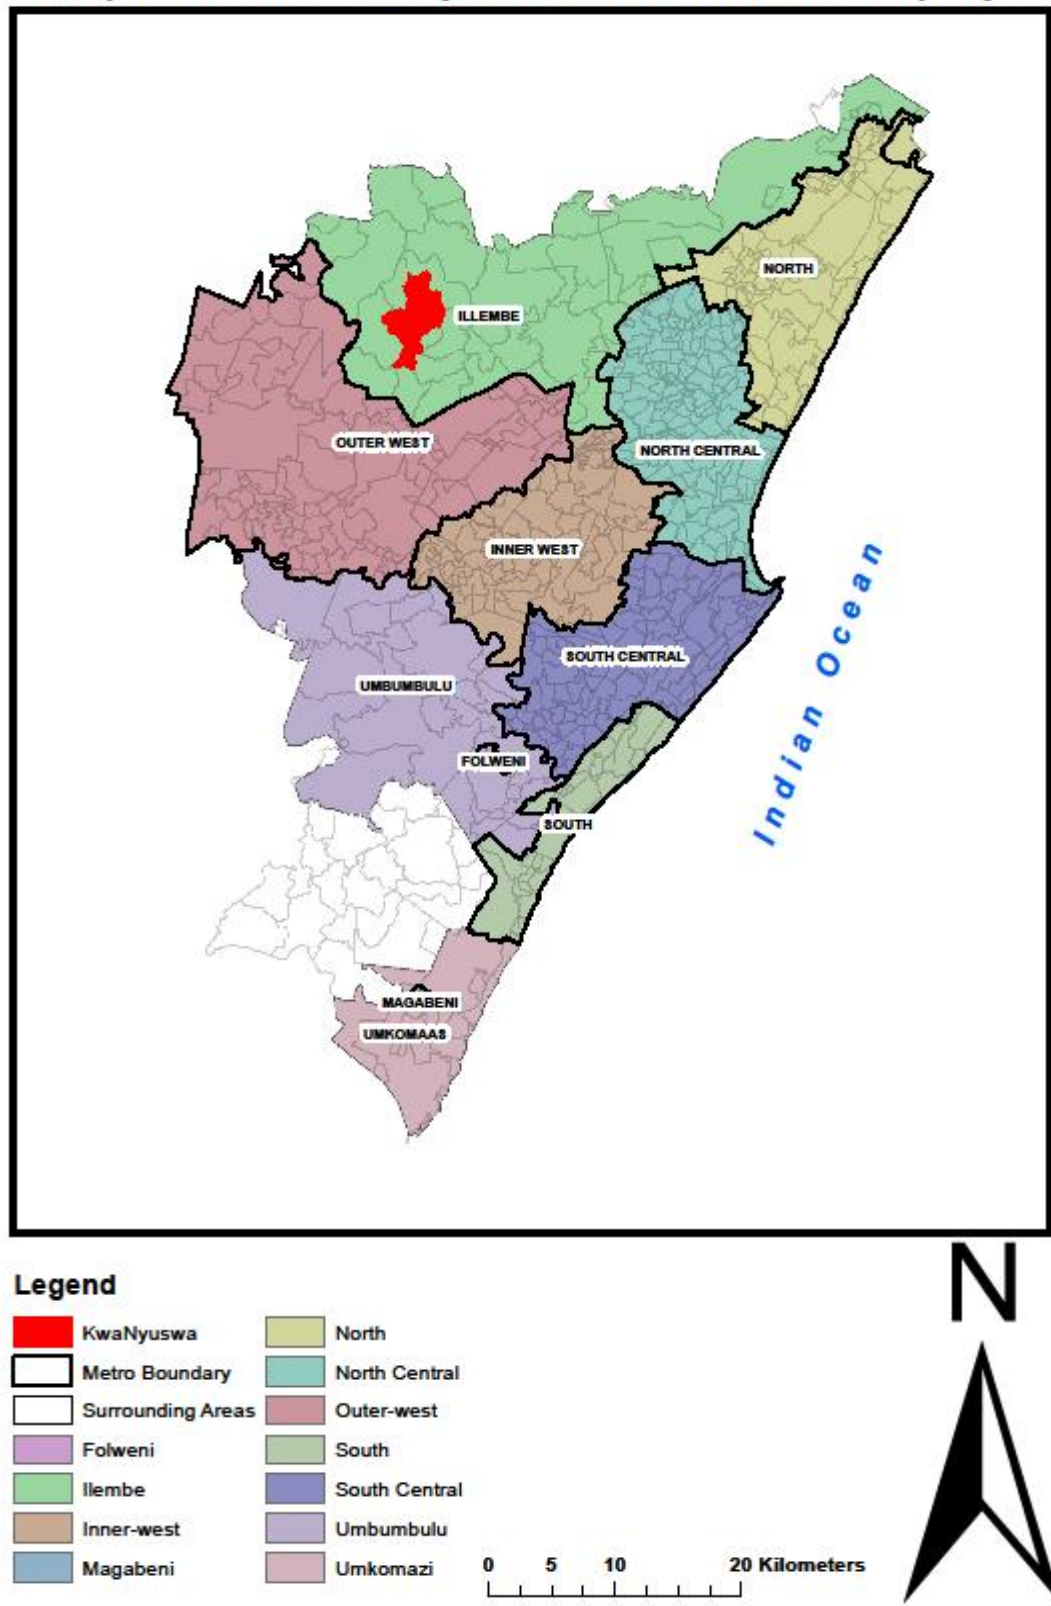 NORTH
ILLEMBE
OUTER WEST
NORTH CENTRAL
INNER WEST
SOUTH CENTRAL
UMBUMBULU
FOLWENI
SOUTH
Indian Ocean
MAGABENI
UMKOMAAS
N
Legend
KwaNyuswa
Metro Boundary
Surrounding Areas
Folweni
Ilembe
Inner-west
Magabeni
North
North Central
Outer-west
South
South Central
Umbumbulu
Umkomazi
0 5 10 20 Kilometers